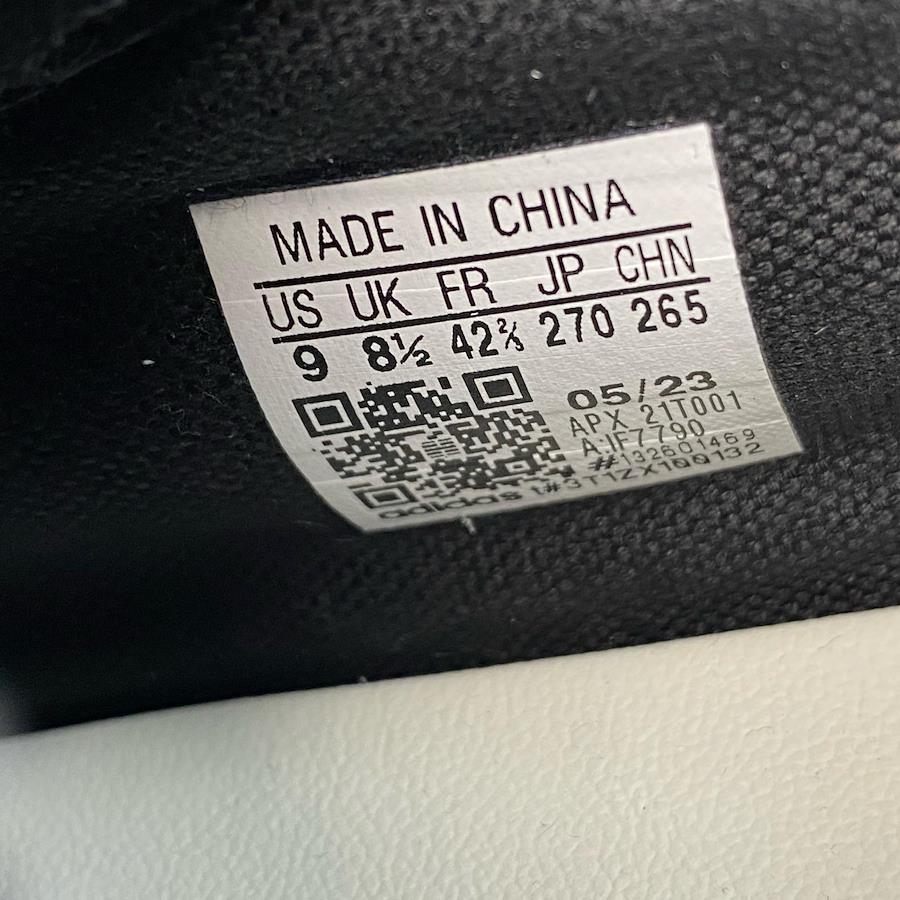 MADE IN CHINA
US UK FR JP CHN
9 8½ 42⅔ 270 265
05/23
APX 21T001
A:IF7790
#132601469
adidas t#3T1ZX100132